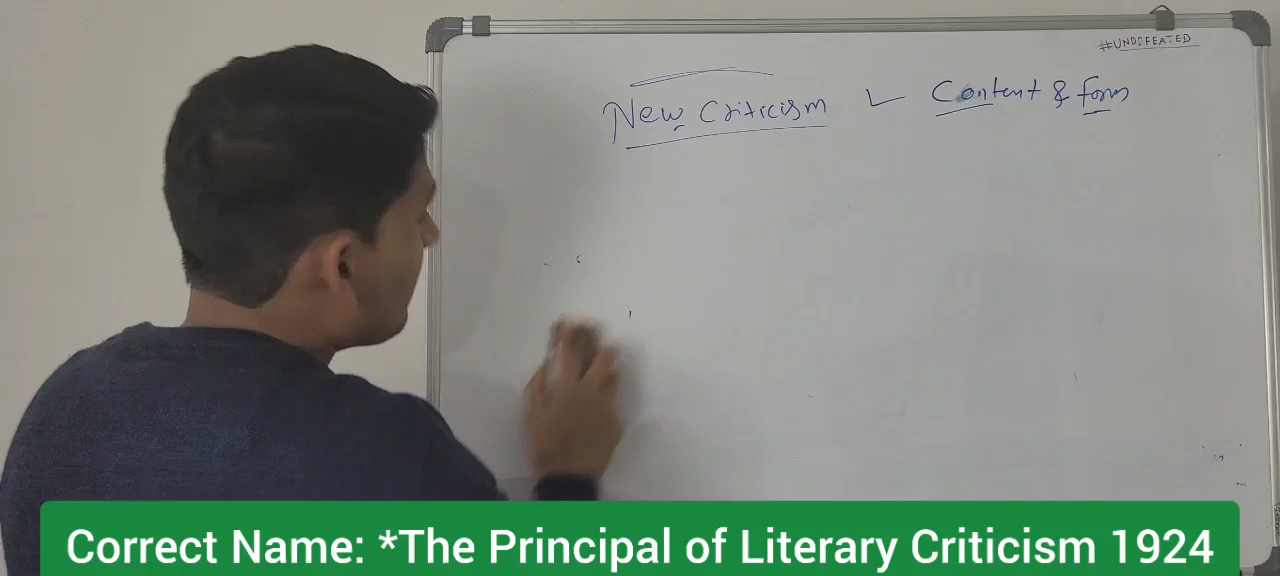 #UNDEFEATED
New Criticism Content & form
Correct Name: *The Principal of Literary Criticism 1924